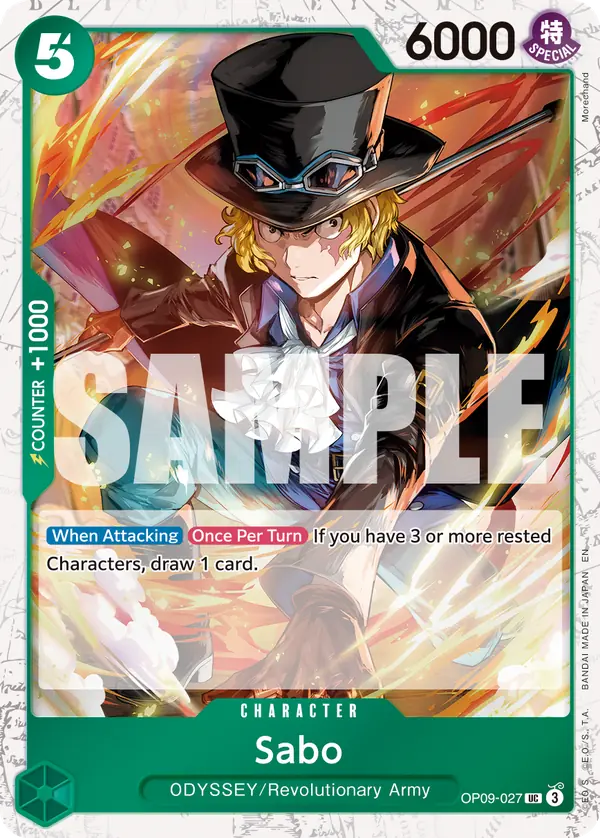 5
6000
特
SPECIAL
Morechand
COUNTER +1000
SAMPLE
When Attacking Once Per Turn If you have 3 or more rested
Characters, draw 1 card.
BANDAI MADE IN JAPAN EN
CHARACTER
Sabo
ODYSSEY/Revolutionary Army
OP09-027 UC 3